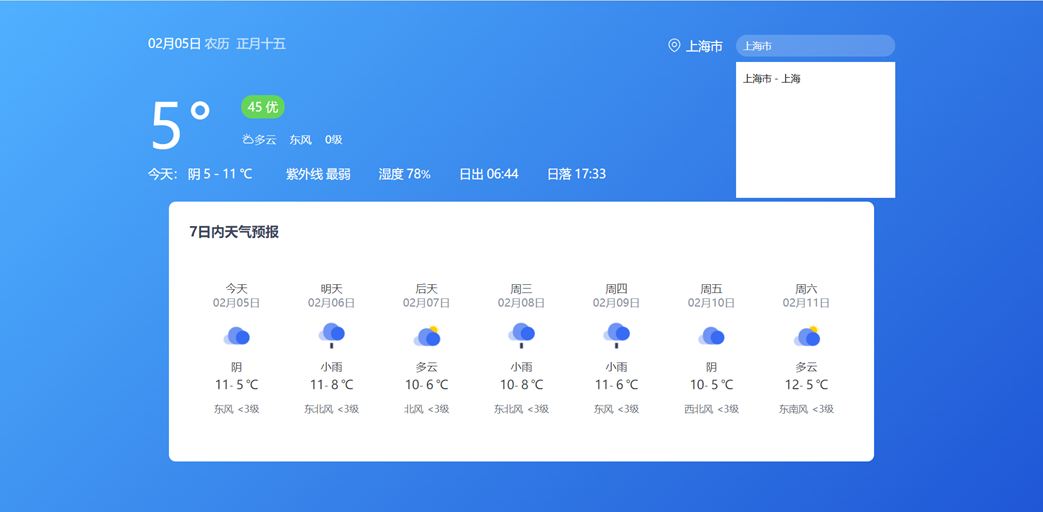 02月05日 农历 正月十五
上海市
上海市
上海市 - 上海
5°
45 优
多云 东风 0级
今天： 阴 5 - 11 ℃ 紫外线 最弱 湿度 78% 日出 06:44 日落 17:33
7日内天气预报
今天 明天 后天 周三 周四 周五 周六
02月05日 02月06日 02月07日 02月08日 02月09日 02月10日 02月11日
阴 小雨 多云 小雨 小雨 阴 多云
11- 5 ℃ 11- 8 ℃ 10- 6 ℃ 10- 8 ℃ 11- 6 ℃ 10- 5 ℃ 12- 5 ℃
东风 <3级 东北风 <3级 北风 <3级 东北风 <3级 东风 <3级 西北风 <3级 东南风 <3级